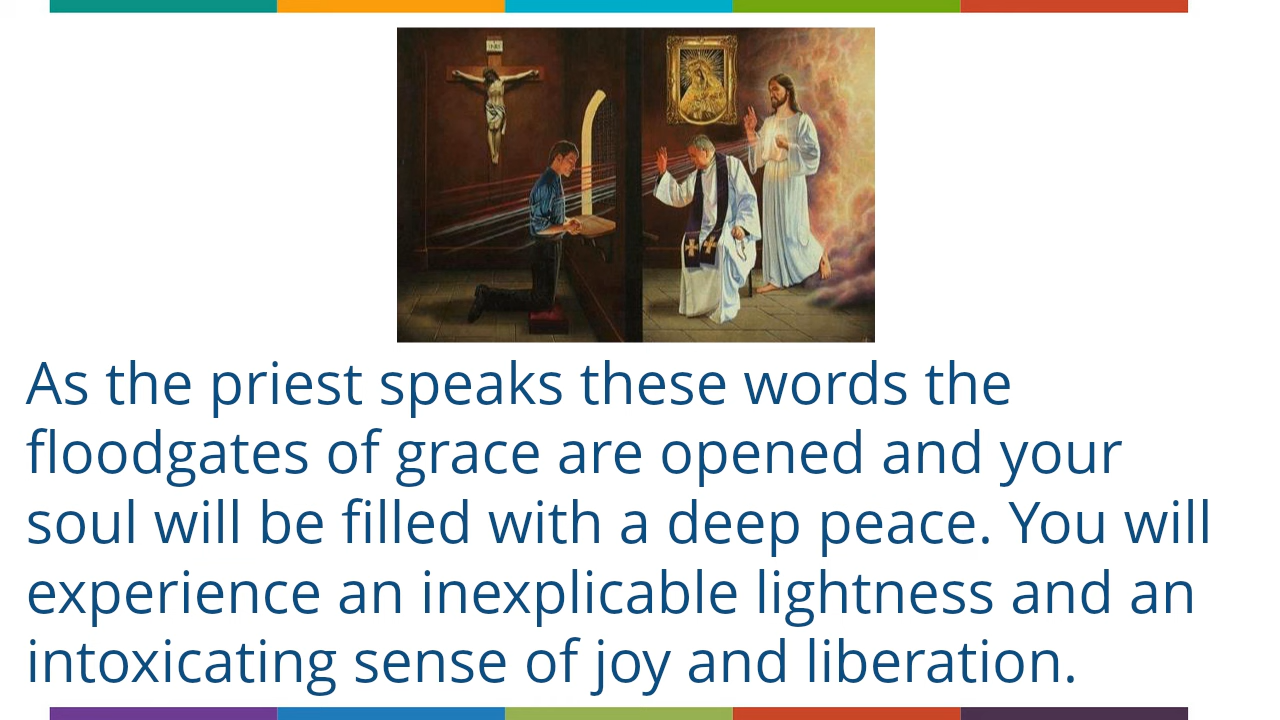 As the priest speaks these words the
floodgates of grace are opened and your
soul will be filled with a deep peace. You will
experience an inexplicable lightness and an
intoxicating sense of joy and liberation.